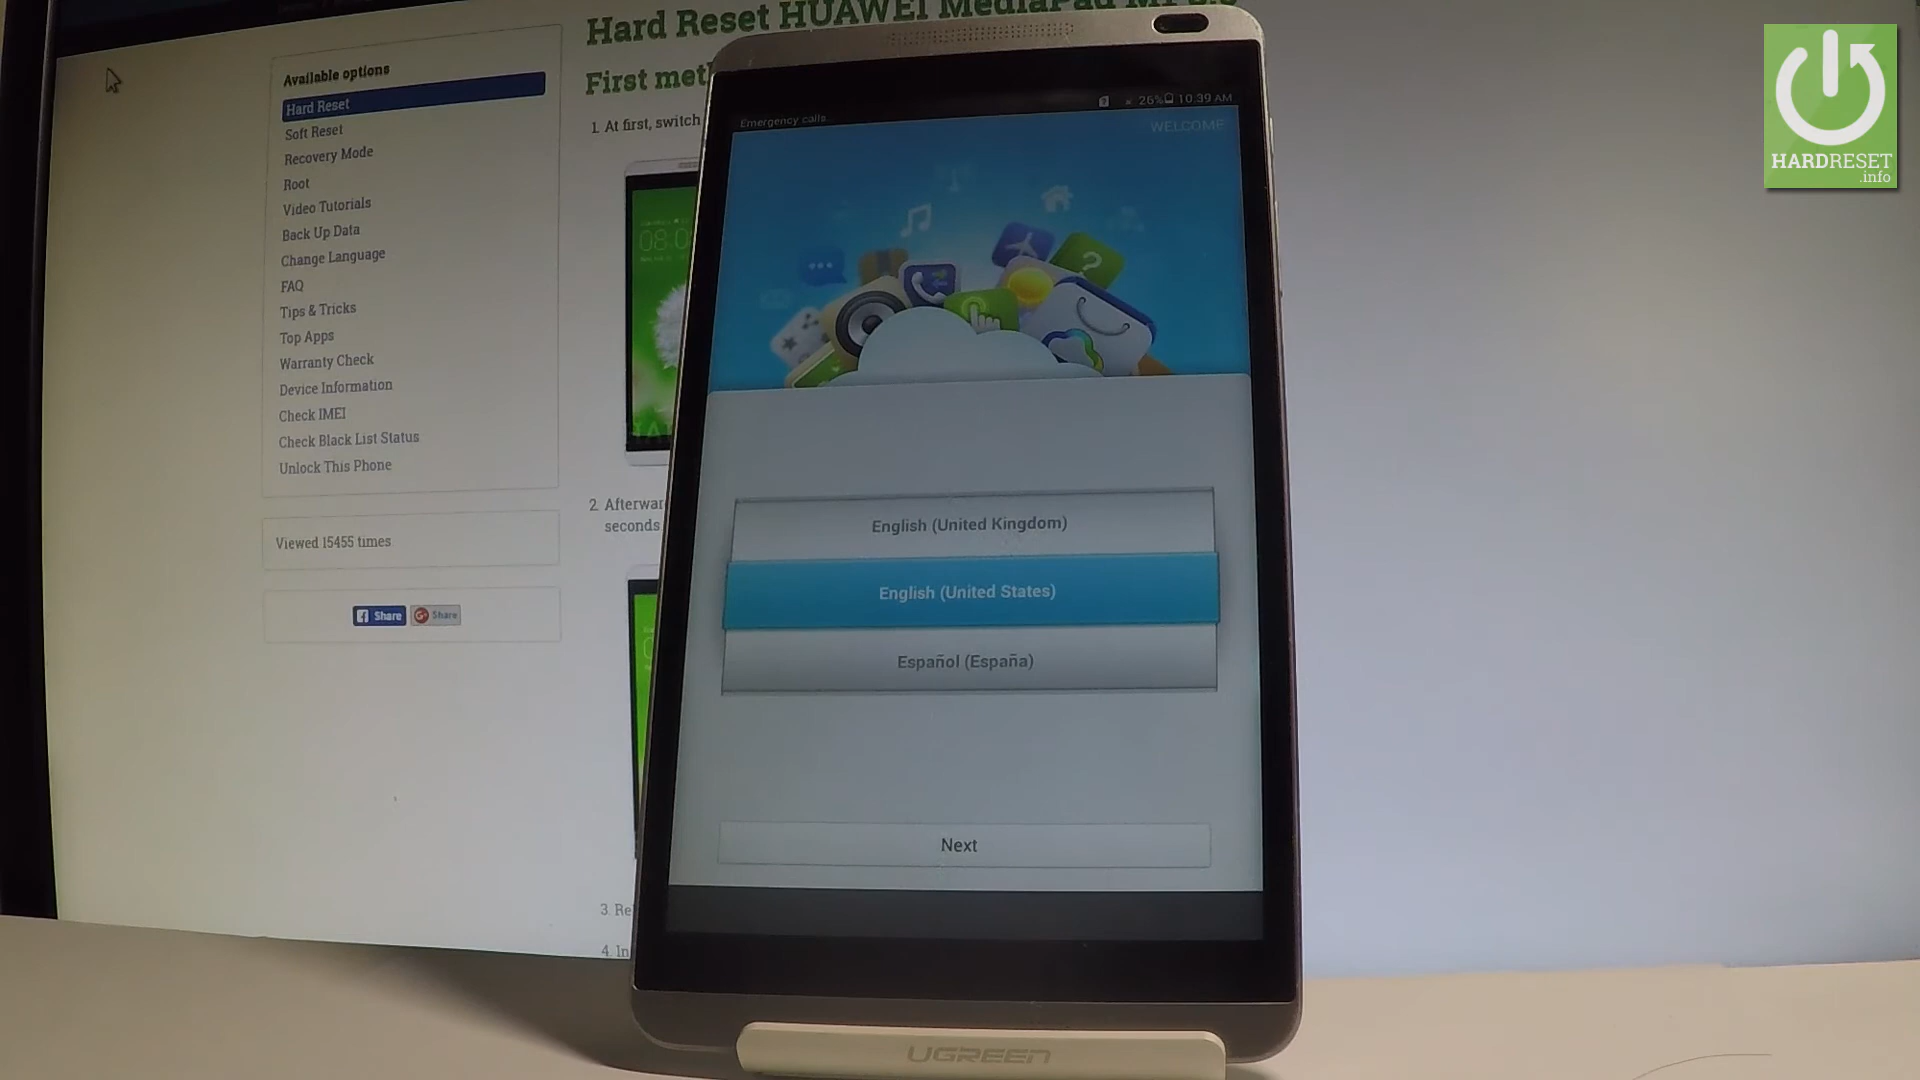 Hard Reset HUAWEI MediaPad M1 8.0
First
Available options
Hard Reset
Soft Reset
Recovery Mode
Root
Video Tutorials
Back Up Data
Change Language
FAQ
Tips & Tricks
Top Apps
Warranty Check
Device Information
Check IMEI
Check Black List Status
Unlock This Phone
Viewed 15455 times
Share
Share
1. At first, switch
2. Afterwar
seconds
3. Re
4. In
Emergency calls
26% 10:39 AM
WELCOME
English (United Kingdom)
English (United States)
Español (España)
Next
UGREEN
HARDRESET
.info